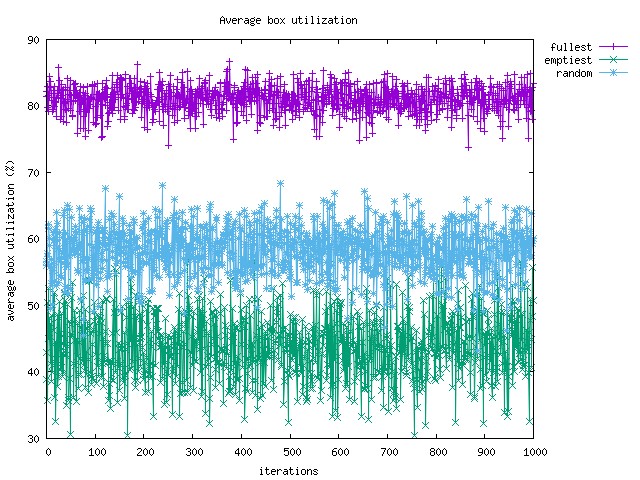 Average box utilization
fullest
emptiest
random
average box utilization (%)
90
80
70
60
50
40
30
0 100 200 300 400 500 600 700 800 900 1000
iterations